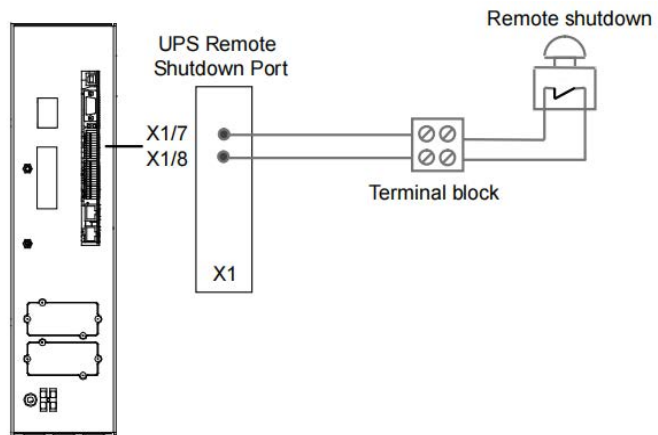 Remote shutdown
UPS Remote
Shutdown Port
X1/7
X1/8
Terminal block
X1